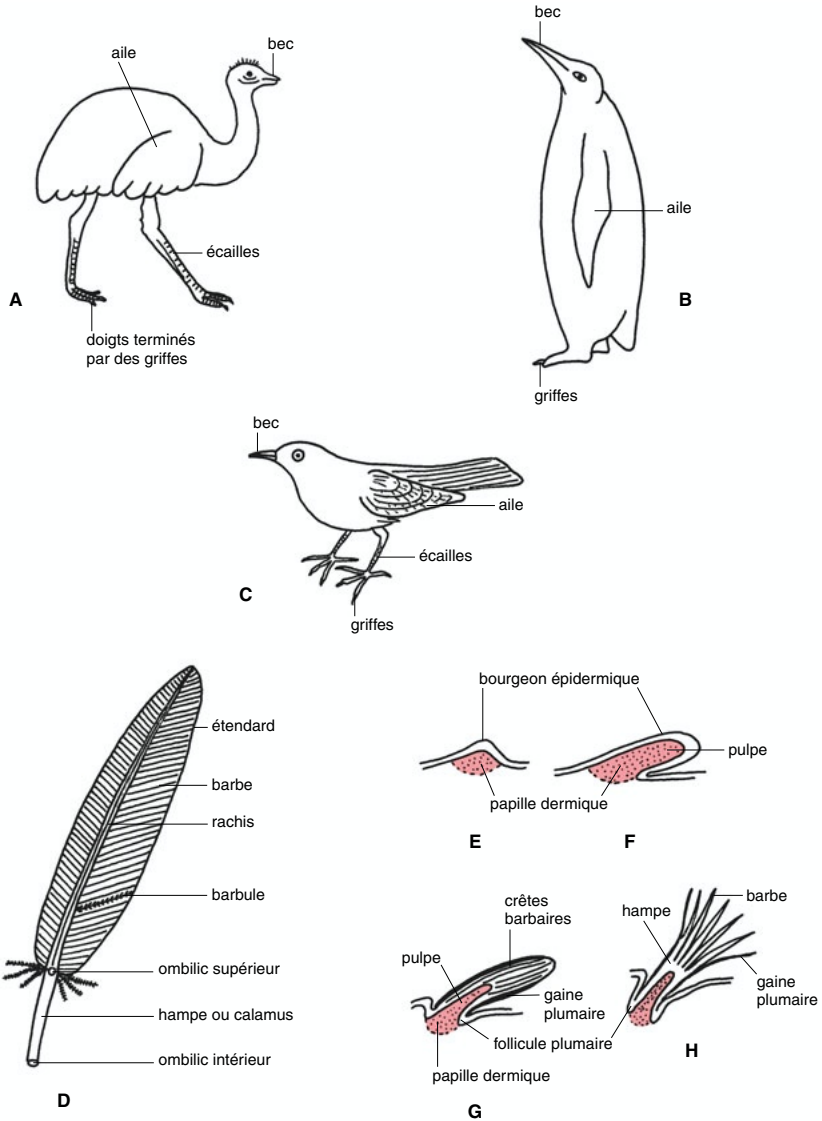 bec
aile
écailles
A
doigts terminés
par des griffes
bec
aile
B
griffes
bec
aile
écailles
C
griffes
étendard
barbe
rachis
barbule
ombilic supérieur
hampe ou calamus
ombilic intérieur
D
bourgeon épidermique
pulpe
papille dermique
E
F
crêtes
barbaires
pulpe
gaine
plumaire
follicule plumaire
papille dermique
G
barbe
hampe
gaine
plumaire
H